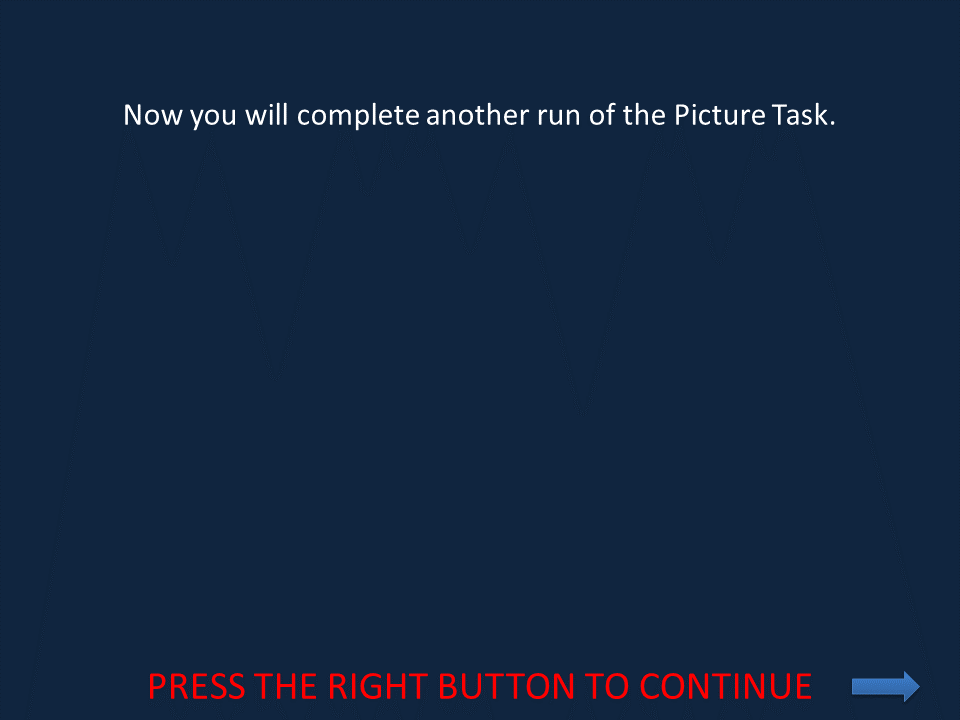 Now you will complete another run of the Picture Task.
PRESS THE RIGHT BUTTON TO CONTINUE